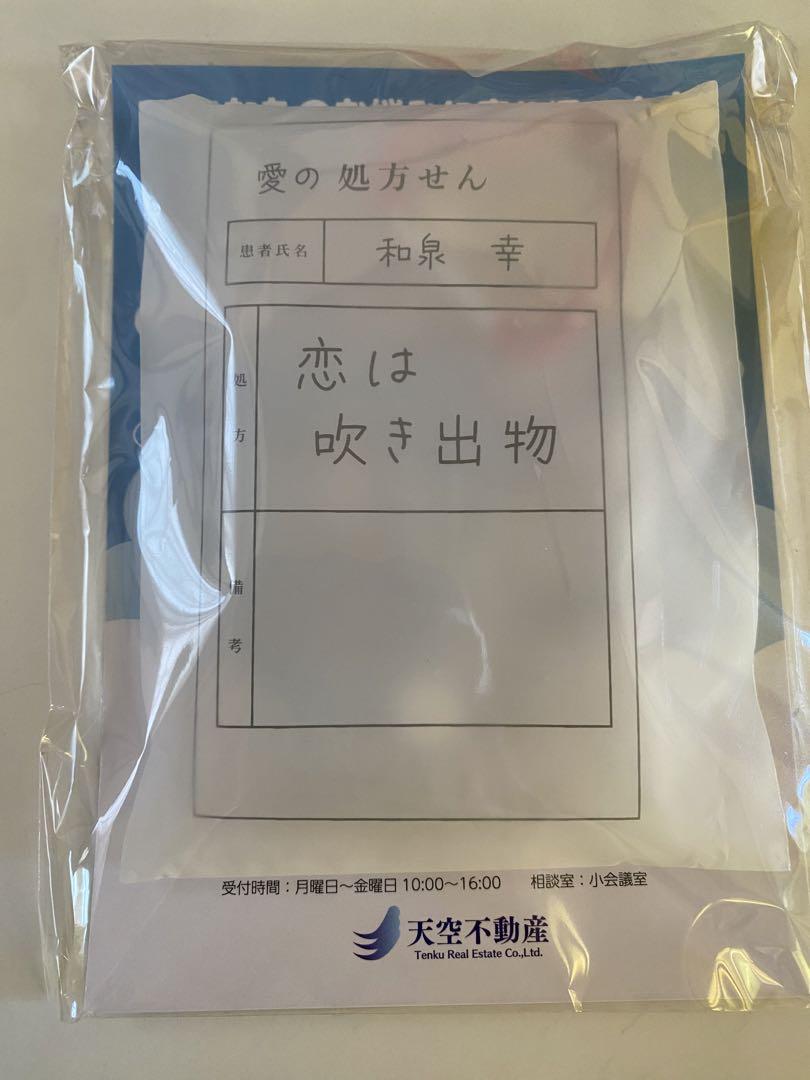 愛の 処方せん
患者氏名 和泉 幸
処方 恋は
吹き出物
備考
受付時間：月曜日～金曜日 10:00～16:00 相談室：小会議室
天空不動産
Tenku Real Estate Co.,Ltd.